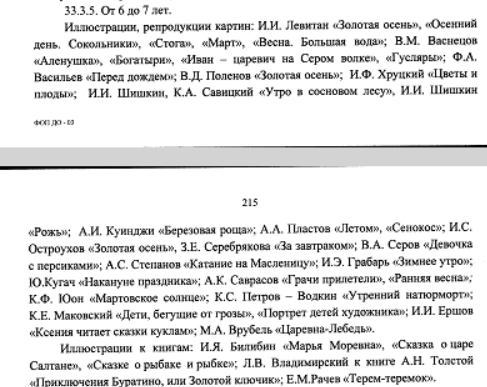 33.3.5. От 6 до 7 лет.
Иллюстрации, репродукции картин: И.И. Левитан «Золотая осень», «Осенний
день. Сокольники», «Стога», «Март», «Весна. Большая вода»; В.М. Васнецов
«Аленушка», «Богатыри», «Иван – царевич на Сером волке», «Гусляры»; Ф.А.
Васильев «Перед дождем»; В.Д. Поленов «Золотая осень»; И.Ф. Хруцкий «Цветы и
плоды»; И.И. Шишкин, К.А. Савицкий «Утро в сосновом лесу», И.И. Шишкин
ФОП ДО - 03
215
«Рожь»; А.И. Куинджи «Березовая роща»; А.А. Пластов «Летом», «Сенокос»; И.С.
Остроухов «Золотая осень», З.Е. Серебрякова «За завтраком»; В.А. Серов «Девочка
с персиками»; А.С. Степанов «Катание на Масленицу»; И.Э. Грабарь «Зимнее утро»;
Ю.Кугач «Накануне праздника»; А.К. Саврасов «Грачи прилетели», «Ранняя весна»;
К.Ф. Юон «Мартовское солнце»; К.С. Петров – Водкин «Утренний натюрморт»;
К.Е. Маковский «Дети, бегущие от грозы», «Портрет детей художника»; И.И. Ершов
«Ксения читает сказки куклам»; М.А. Врубель «Царевна-Лебедь».
Иллюстрации к книгам: И.Я. Билибин «Марья Моревна», «Сказка о царе
Салтане», «Сказке о рыбаке и рыбке»; Л.В. Владимирский к книге А.Н. Толстой
«Приключения Буратино, или Золотой ключик»; Е.М.Рачев «Терем-теремок».